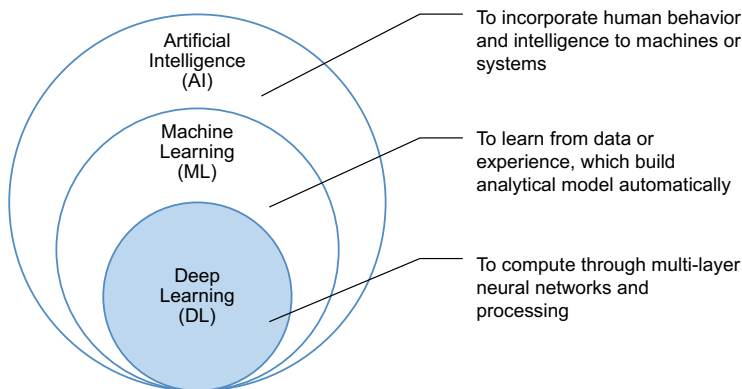 Artificial
Intelligence
(AI)
To incorporate human behavior
and intelligence to machines or
systems
Machine
Learning
(ML)
To learn from data or
experience, which build
analytical model automatically
Deep
Learning
(DL)
To compute through multi-layer
neural networks and
processing